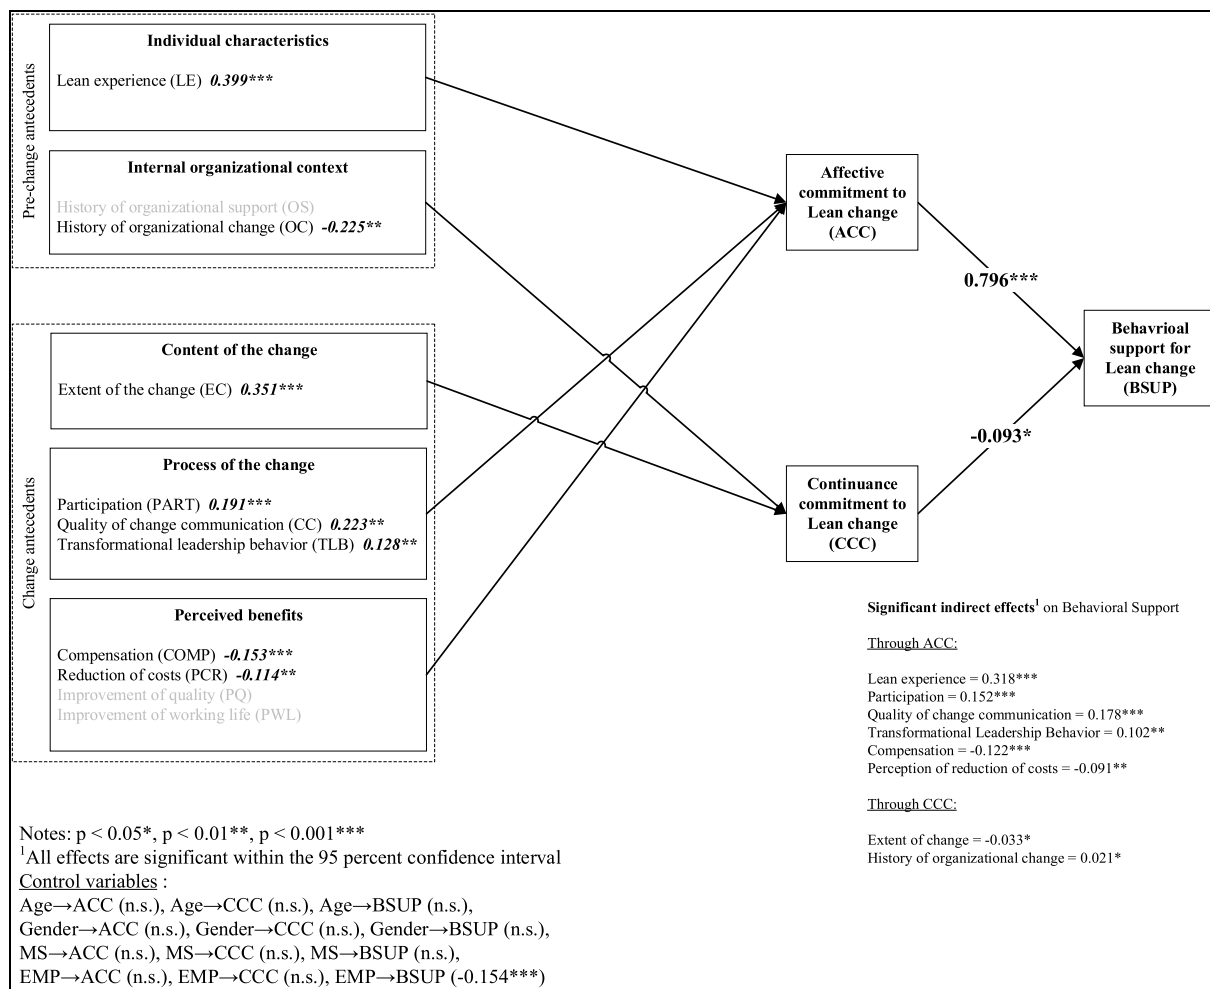 Pre-change antecedents
Individual characteristics
Lean experience (LE) 0.399***
Internal organizational context
History of organizational support (OS)
History of organizational change (OC) -0.225**
Change antecedents
Content of the change
Extent of the change (EC) 0.351***
Process of the change
Participation (PART) 0.191***
Quality of change communication (CC) 0.223**
Transformational leadership behavior (TLB) 0.128**
Perceived benefits
Compensation (COMP) -0.153***
Reduction of costs (PCR) -0.114**
Improvement of quality (PQ)
Improvement of working life (PWL)
Affective
commitment to
Lean change
(ACC)
0.796***
Behavrioal
support for
Lean change
(BSUP)
-0.093*
Continuance
commitment to
Lean change
(CCC)
Significant indirect effects¹ on Behavioral Support
Through ACC:
Lean experience = 0.318***
Participation = 0.152***
Quality of change communication = 0.178***
Transformational Leadership Behavior = 0.102**
Compensation = -0.122***
Perception of reduction of costs = -0.091**
Through CCC:
Extent of change = -0.033*
History of organizational change = 0.021*
Notes: p < 0.05*, p < 0.01**, p < 0.001***
¹All effects are significant within the 95 percent confidence interval
Control variables :
Age→ACC (n.s.), Age→CCC (n.s.), Age→BSUP (n.s.),
Gender→ACC (n.s.), Gender→CCC (n.s.), Gender→BSUP (n.s.),
MS→ACC (n.s.), MS→CCC (n.s.), MS→BSUP (n.s.),
EMP→ACC (n.s.), EMP→CCC (n.s.), EMP→BSUP (-0.154***)